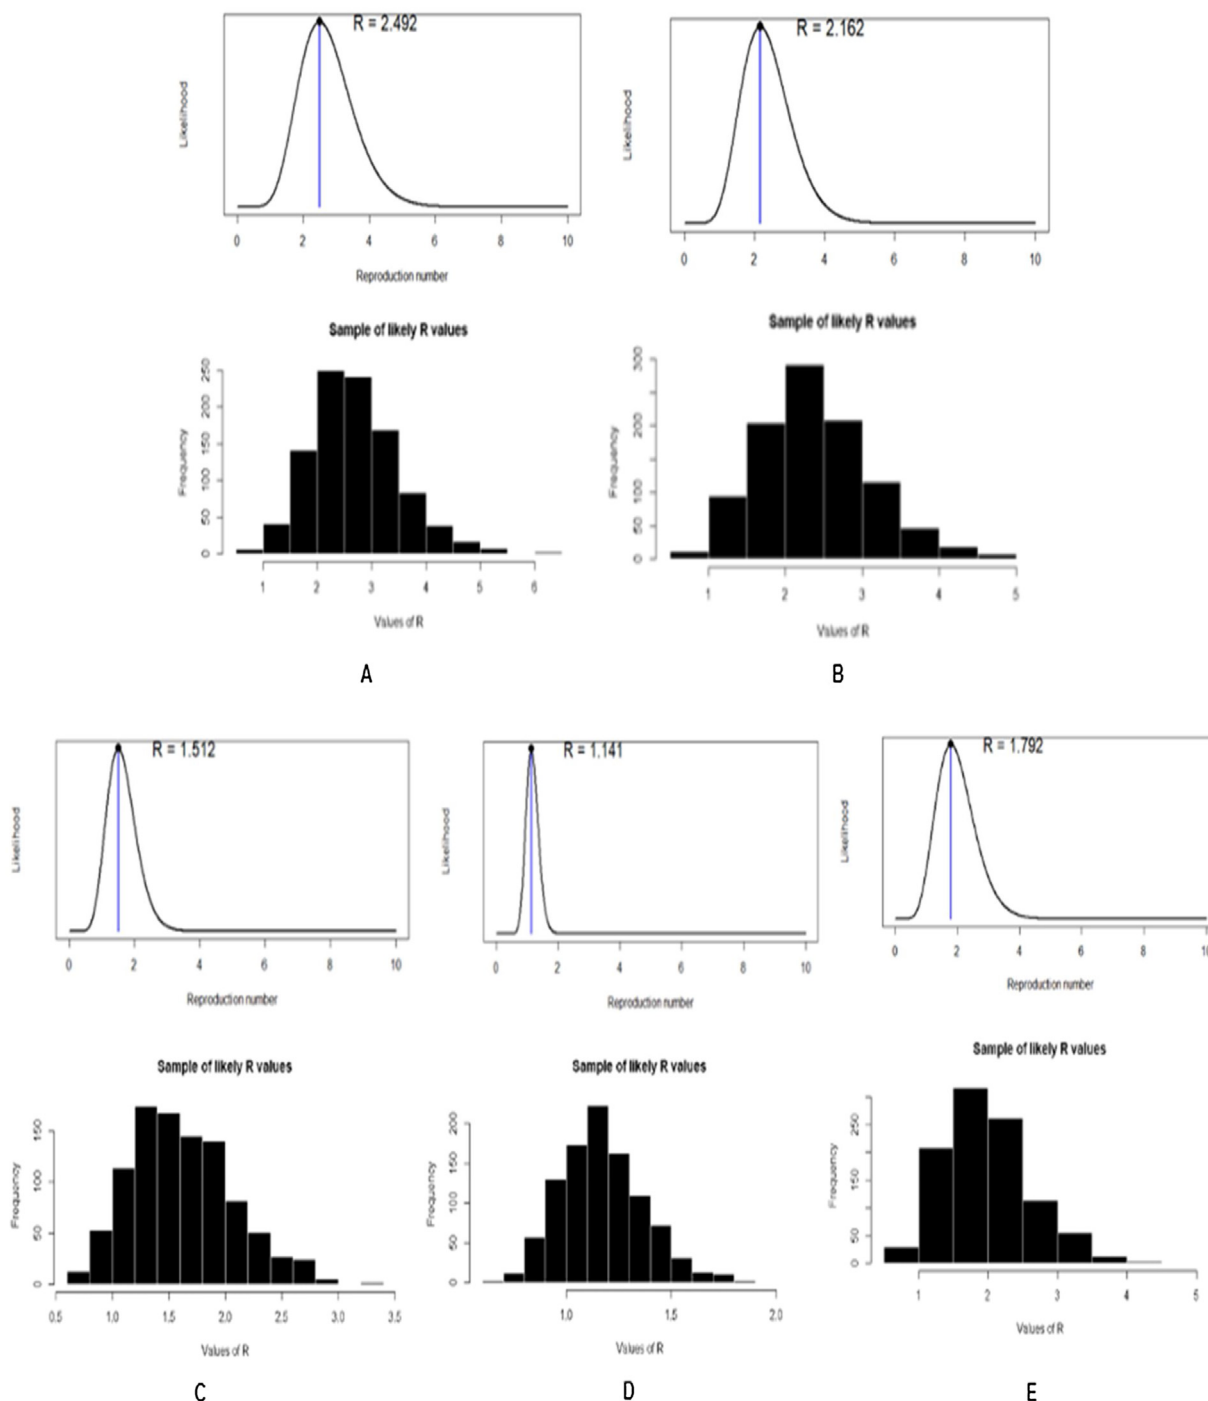 R = 2.492
Likelihood
0 2 4 6 8 10
Reproduction number
R = 2.162
Likelihood
0 2 4 6 8 10
Sample of likely R values
Frequency
0 50 100 150 200 250
1 2 3 4 5 6
Values of R
A
Sample of likely R values
Frequency
0 50 100 200 300
1 2 3 4 5
Values of R
B
R = 1.512
Likelihood
0 2 4 6 8 10
Reproduction number
R = 1.141
Likelihood
0 2 4 6 8 10
Reproduction number
R = 1.792
Likelihood
0 2 4 6 8 10
Reproduction number
Sample of likely R values
Frequency
0 50 100 150
0.5 1.0 1.5 2.0 2.5 3.0 3.5
Values of R
C
Sample of likely R values
Frequency
0 50 100 150 200
1.0 1.5 2.0
Values of R
D
Sample of likely R values
Frequency
0 50 150 250
1 2 3 4 5
Values of R
E